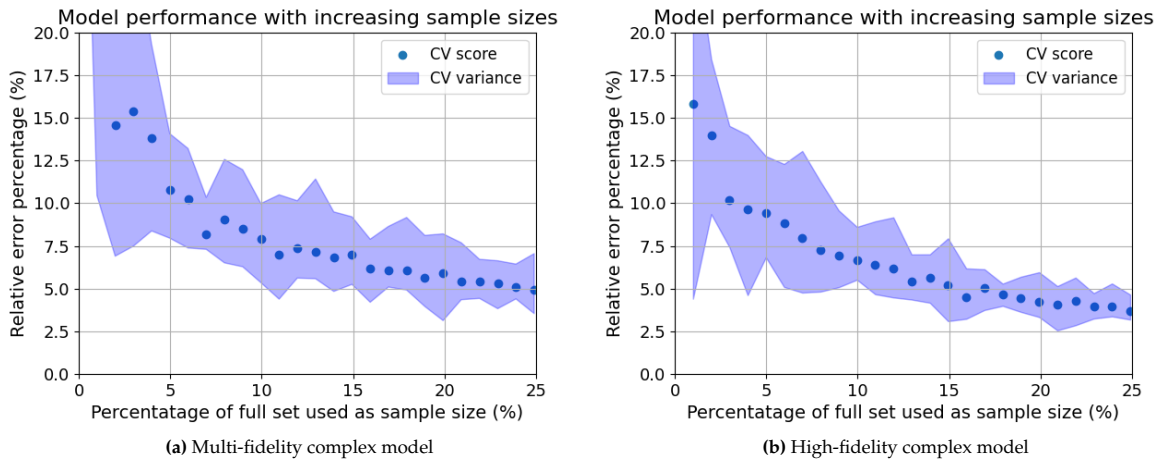 Model performance with increasing sample sizes
20.0
17.5
15.0
12.5
10.0
7.5
5.0
2.5
0.0
Relative error percentage (%)
CV score
CV variance
0 5 10 15 20 25
Percentatage of full set used as sample size (%)
(a) Multi-fidelity complex model
Model performance with increasing sample sizes
20.0
17.5
15.0
12.5
10.0
7.5
5.0
2.5
0.0
Relative error percentage (%)
CV score
CV variance
0 5 10 15 20 25
Percentatage of full set used as sample size (%)
(b) High-fidelity complex model